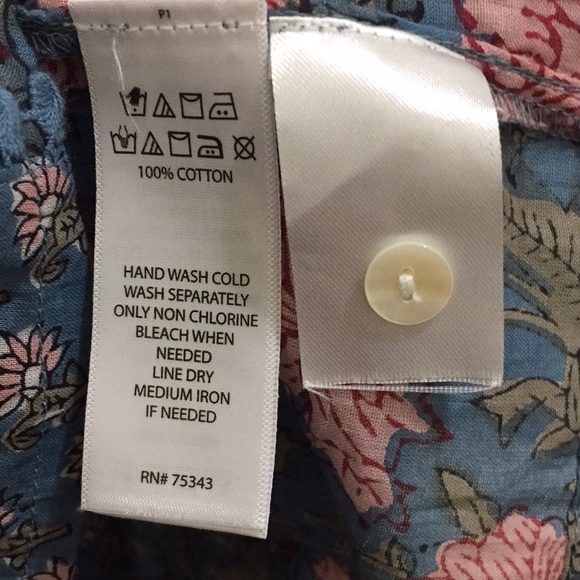 P1
100% COTTON
HAND WASH COLD
WASH SEPARATELY
ONLY NON CHLORINE
BLEACH WHEN
NEEDED
LINE DRY
MEDIUM IRON
IF NEEDED
RN# 75343